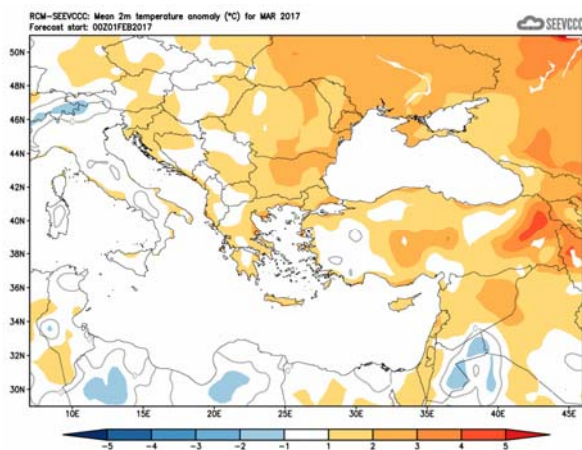 RCM-SEEVCCC: Mean 2m temperature anomaly (°C) for MAR 2017
Forecast start: 00Z01FEB2017
SEEVCCC
50N
48N
46N
44N
42N
40N
38N
36N
34N
32N
30N
10E 15E 20E 25E 30E 35E 40E 45E
-5 -4 -3 -2 -1 1 2 3 4 5